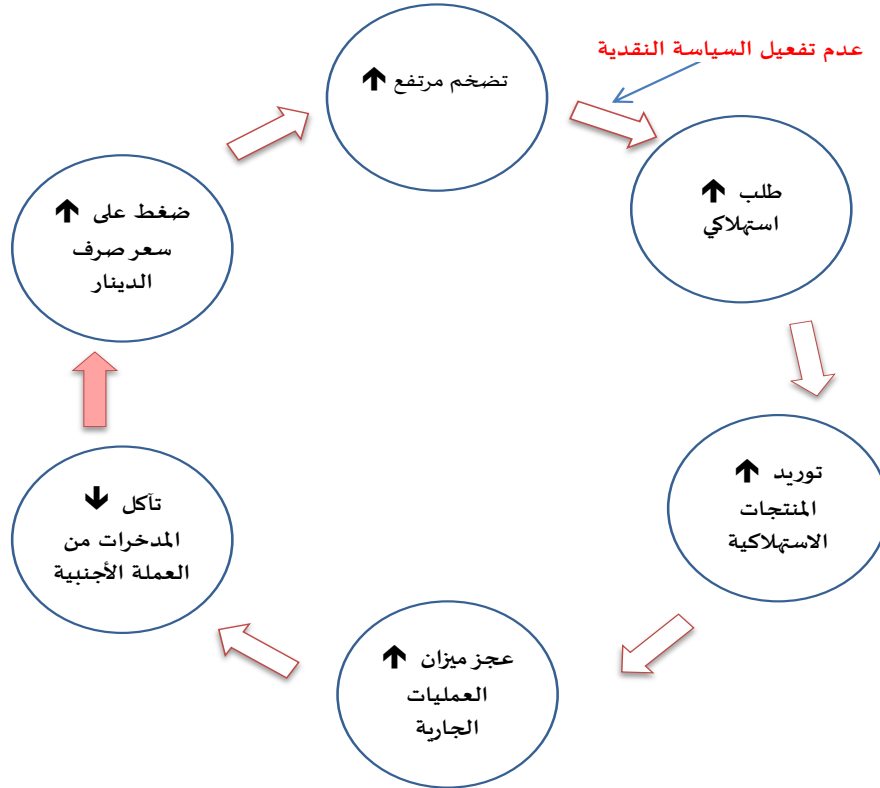 عدم تفعيل السياسة النقدية
تضخم مرتفع ↑
طلب ↑
استهلاكي
توريد ↑
المنتجات
الاستهلاكية
عجز ميزان ↑
العمليات
الجارية
تآكل ↓
المدخرات من
العملة الأجنبية
ضغط على ↑
سعر صرف
الدينار